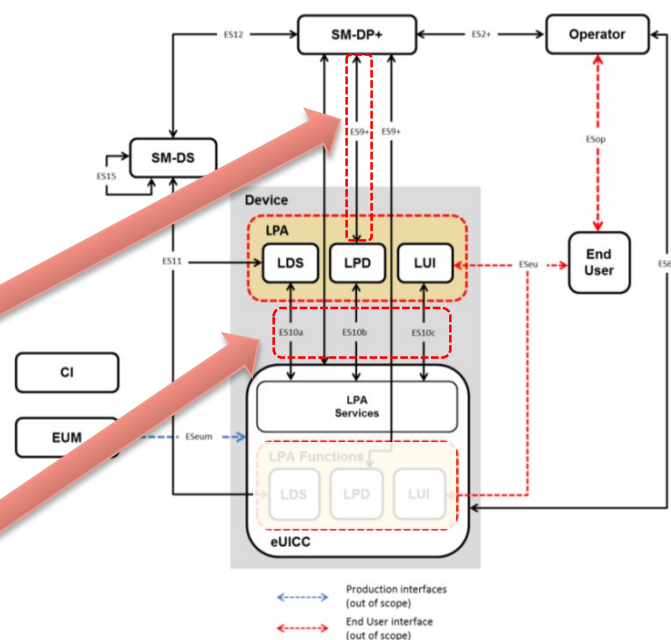 ES12
SM-DP+
ES2+
Operator
ES9+
ES9+
ESop
SM-DS
ES15
Device
LPA
LDS
LPD
LUI
ES11
ESeu
End
User
ES6
ES10a
ES10b
ES10c
CI
LPA
Services
EUM
ESeum
LPA Functions
LDS
LPD
LUI
eUICC
Production interfaces
(out of scope)
End User interface
(out of scope)